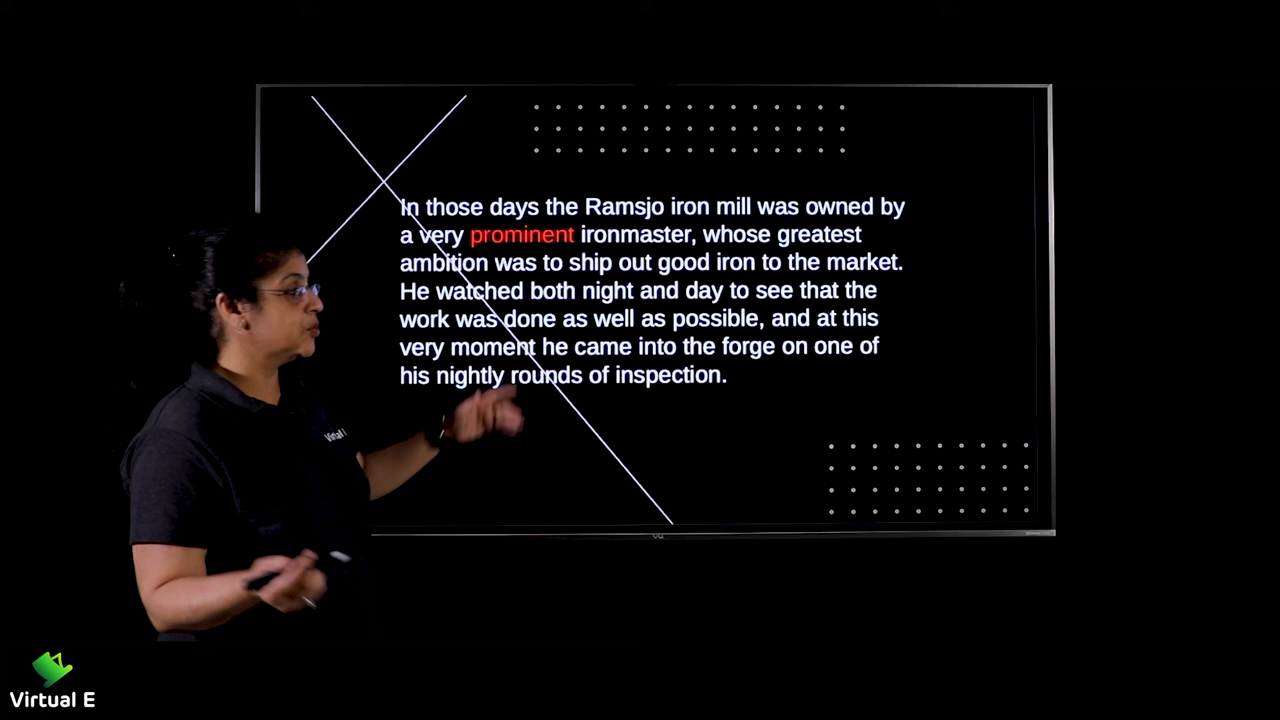 In those days the Ramsjo iron mill was owned by
a very prominent ironmaster, whose greatest
ambition was to ship out good iron to the market.
He watched both night and day to see that the
work was done as well as possible, and at this
very moment he came into the forge on one of
his nightly rounds of inspection.
Virtual E